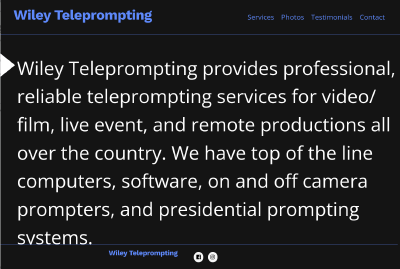 Wiley Teleprompting
Services Photos Testimonials Contact
Wiley Teleprompting provides professional,
reliable teleprompting services for video/
film, live event, and remote productions all
over the country. We have top of the line
computers, software, on and off camera
prompters, and presidential prompting
systems.
Wiley Teleprompting